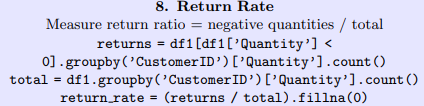 8. Return Rate
Measure return ratio = negative quantities / total
returns = df1[df1['Quantity'] <
0].groupby('CustomerID')['Quantity'].count()
total = df1.groupby('CustomerID')['Quantity'].count()
return_rate = (returns / total).fillna(0)